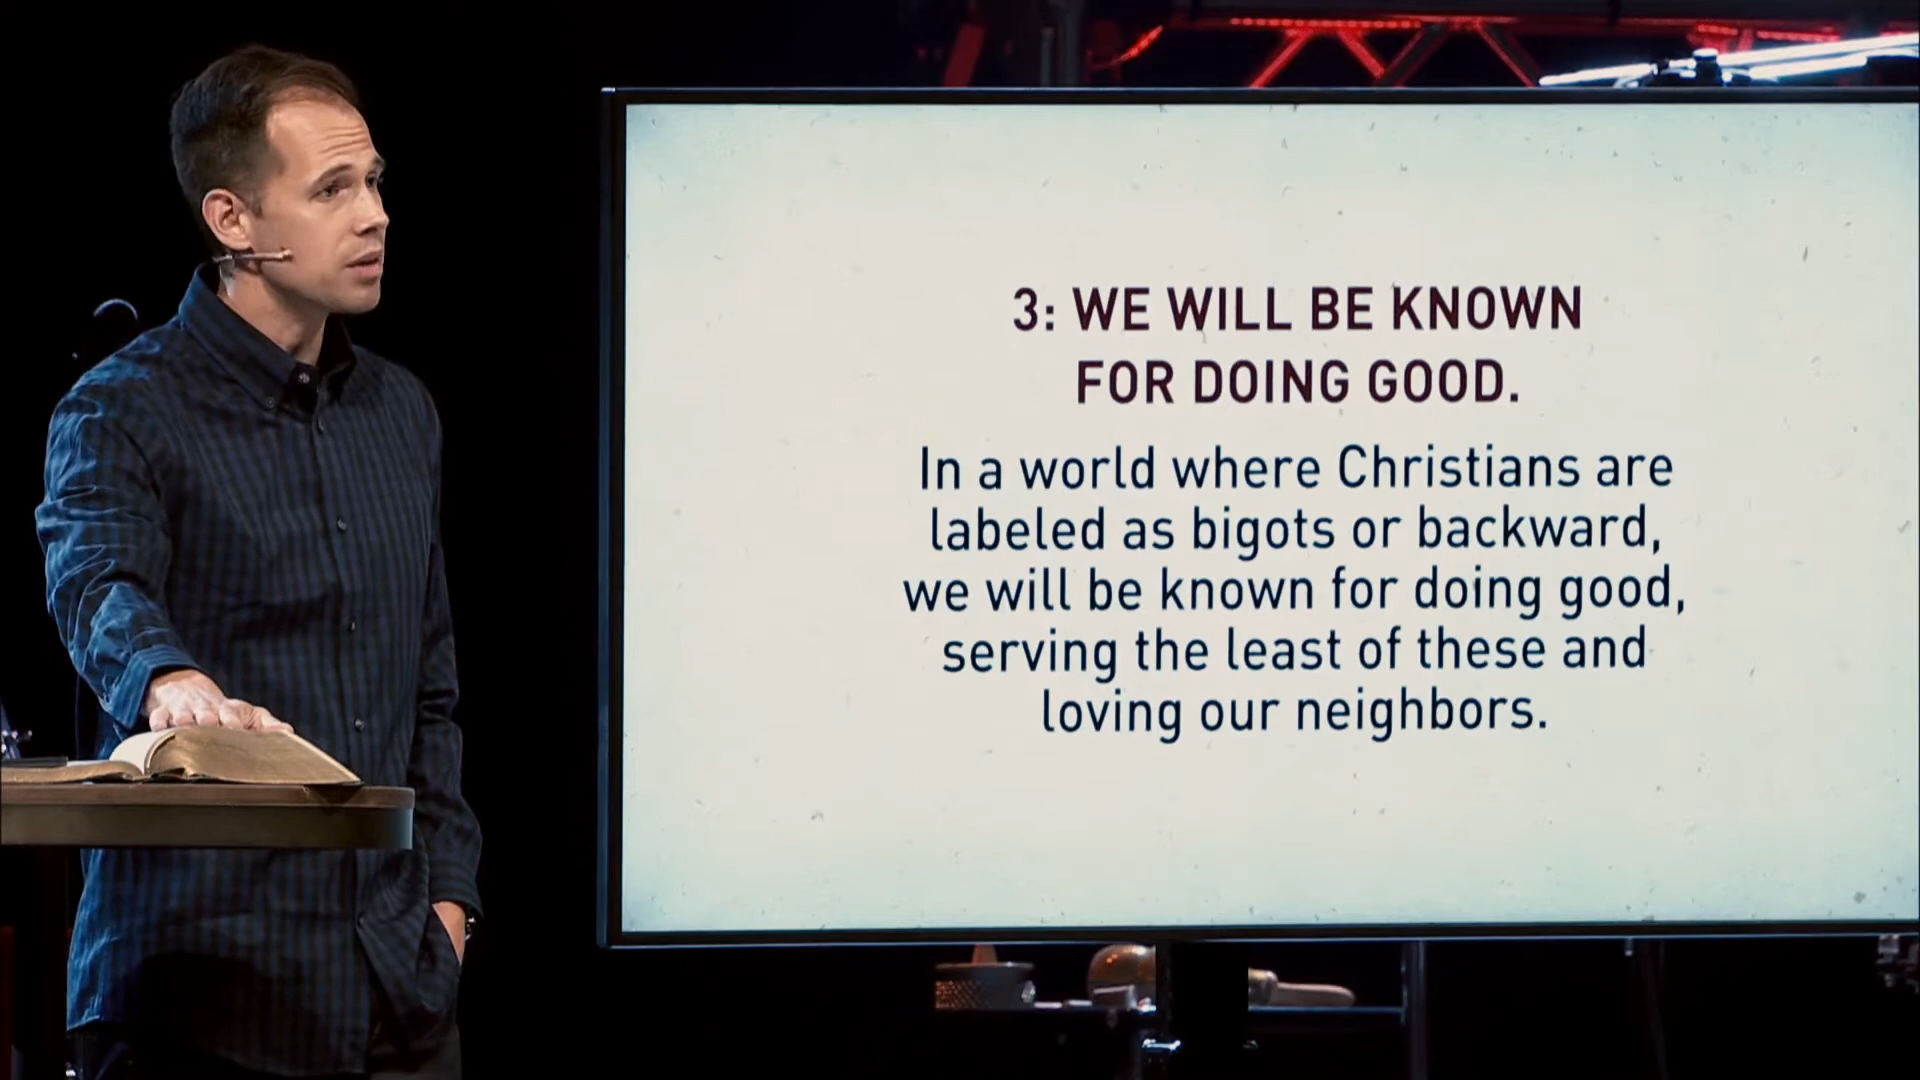 3: WE WILL BE KNOWN
FOR DOING GOOD.
In a world where Christians are
labeled as bigots or backward,
we will be known for doing good,
serving the least of these and
loving our neighbors.